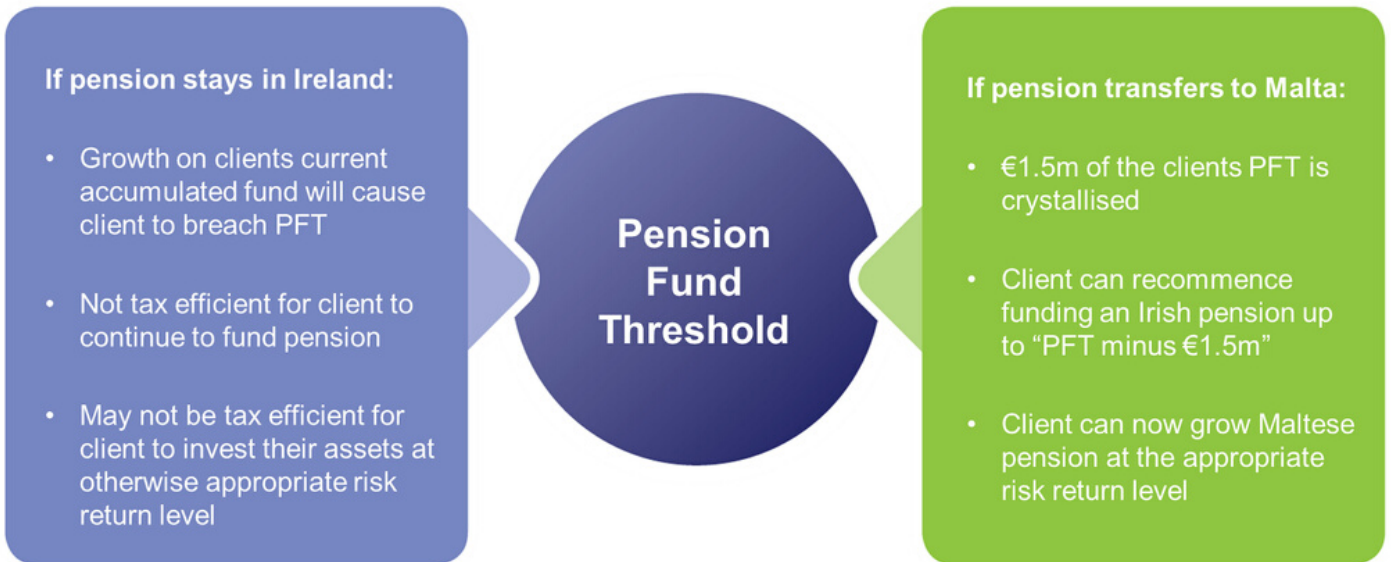 If pension stays in Ireland:
• Growth on clients current
accumulated fund will cause
client to breach PFT
• Not tax efficient for client to
continue to fund pension
• May not be tax efficient for
client to invest their assets at
otherwise appropriate risk
return level
Pension
Fund
Threshold
If pension transfers to Malta:
• €1.5m of the clients PFT is
crystallised
• Client can recommence
funding an Irish pension up
to “PFT minus €1.5m”
• Client can now grow Maltese
pension at the appropriate
risk return level